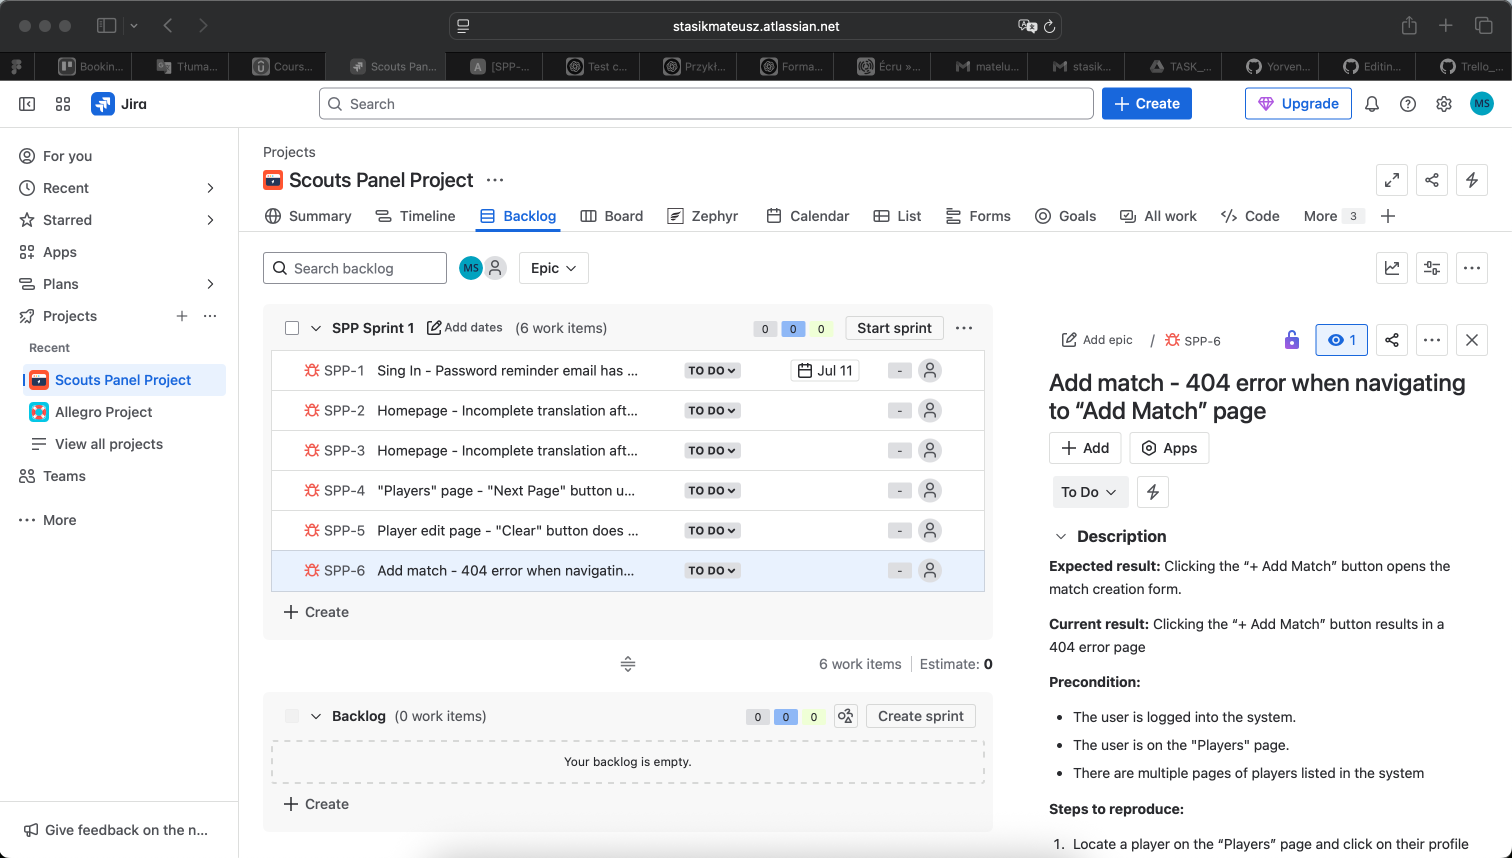 stasikmateusz.atlassian.net
Bookin...
Tłuma...
Cours...
Scouts Pan...
[SPP-...
Test c...
Przykł...
Forma...
Écru »...
matelu...
stasik...
TASK_...
Yorven...
Editin...
Trello_...
Jira
Search
Create
Upgrade
MS
For you
Recent
Starred
Apps
Plans
Projects
Recent
Scouts Panel Project
Allegro Project
View all projects
Teams
More
Give feedback on the n...
Projects
Scouts Panel Project
Summary
Timeline
Backlog
Board
Zephyr
Calendar
List
Forms
Goals
All work
Code
More 3
Search backlog
MS
Epic
SPP Sprint 1 Add dates (6 work items) 0 0 0 Start sprint
SPP-1 Sing In - Password reminder email has ... TO DO Jul 11 -
SPP-2 Homepage - Incomplete translation aft... TO DO -
SPP-3 Homepage - Incomplete translation aft... TO DO -
SPP-4 "Players" page - "Next Page" button u... TO DO -
SPP-5 Player edit page - "Clear" button does ... TO DO -
SPP-6 Add match - 404 error when navigatin... TO DO -
Create
6 work items Estimate: 0
Backlog (0 work items) 0 0 0 Create sprint
Your backlog is empty.
Create
Add epic / SPP-6 1
Add match - 404 error when navigating
to “Add Match” page
Add Apps
To Do
Description
Expected result: Clicking the “+ Add Match” button opens the
match creation form.
Current result: Clicking the “+ Add Match” button results in a
404 error page
Precondition:
• The user is logged into the system.
• The user is on the "Players" page.
• There are multiple pages of players listed in the system
Steps to reproduce:
1. Locate a player on the “Players” page and click on their profile